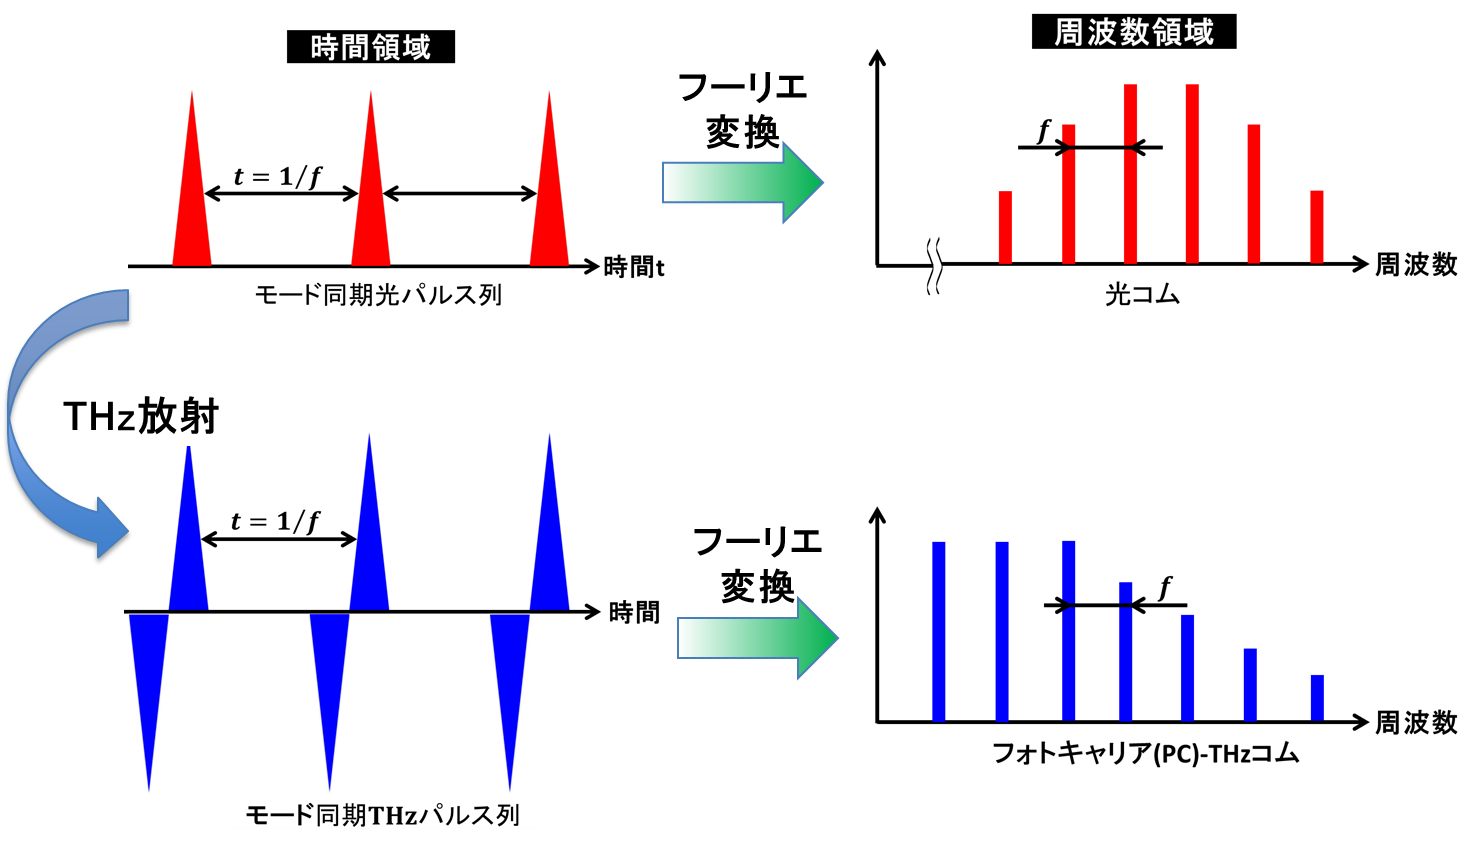 時間領域
周波数領域
フーリエ
変換
f
t = 1/f
時間t
周波数
モード同期光パルス列
光コム
THz放射
t = 1/f
フーリエ
変換
f
時間
周波数
フォトキャリア(PC)-THzコム
モード同期THzパルス列